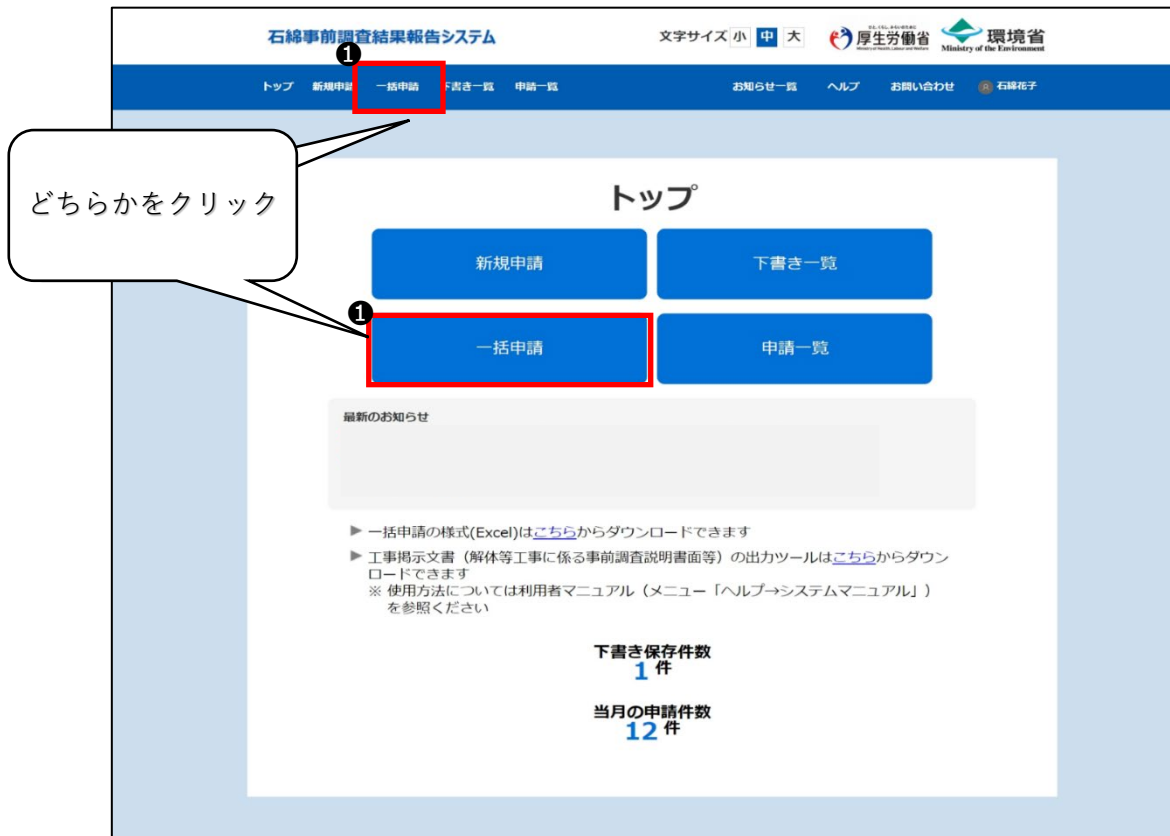 石綿事前調査結果報告システム
文字サイズ 小 中 大
厚生労働省
Ministry of Health, Labour and Welfare
環境省
Ministry of the Environment
❶
トップ 新規申請 一括申請 下書き一覧 申請一覧 お知らせ一覧 ヘルプ お問い合わせ 石綿花子
どちらかをクリック
トップ
新規申請 下書き一覧
❶
一括申請 申請一覧
最新のお知らせ
▶ 一括申請の様式(Excel)はこちらからダウンロードできます
▶ 工事掲示文書（解体等工事に係る事前調査説明書面等）の出力ツールはこちらからダウン
ロードできます
※ 使用方法については利用者マニュアル（メニュー「ヘルプ→システムマニュアル」）
を参照ください
下書き保存件数
1 件
当月の申請件数
12 件